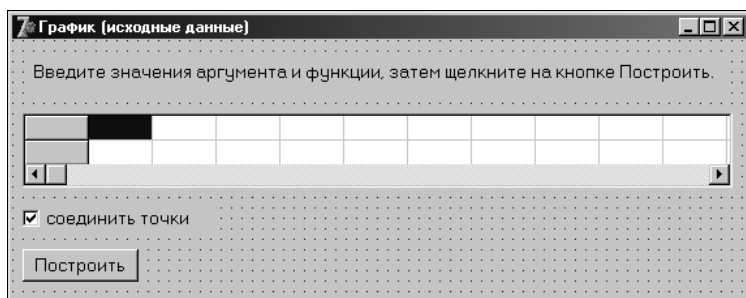 График (исходные данные)
Введите значения аргумента и функции, затем щелкните на кнопке Построить.
соединить точки
Построить